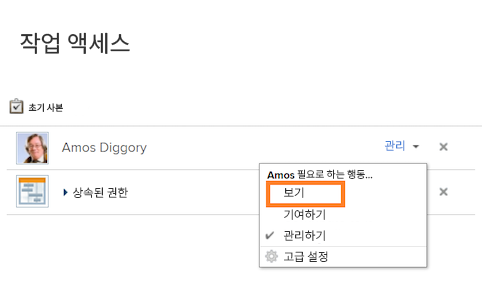 작업 액세스
초기 사본
Amos Diggory
관리
Amos 필요로 하는 행동...
상속된 권한
보기
기여하기
관리하기
고급 설정